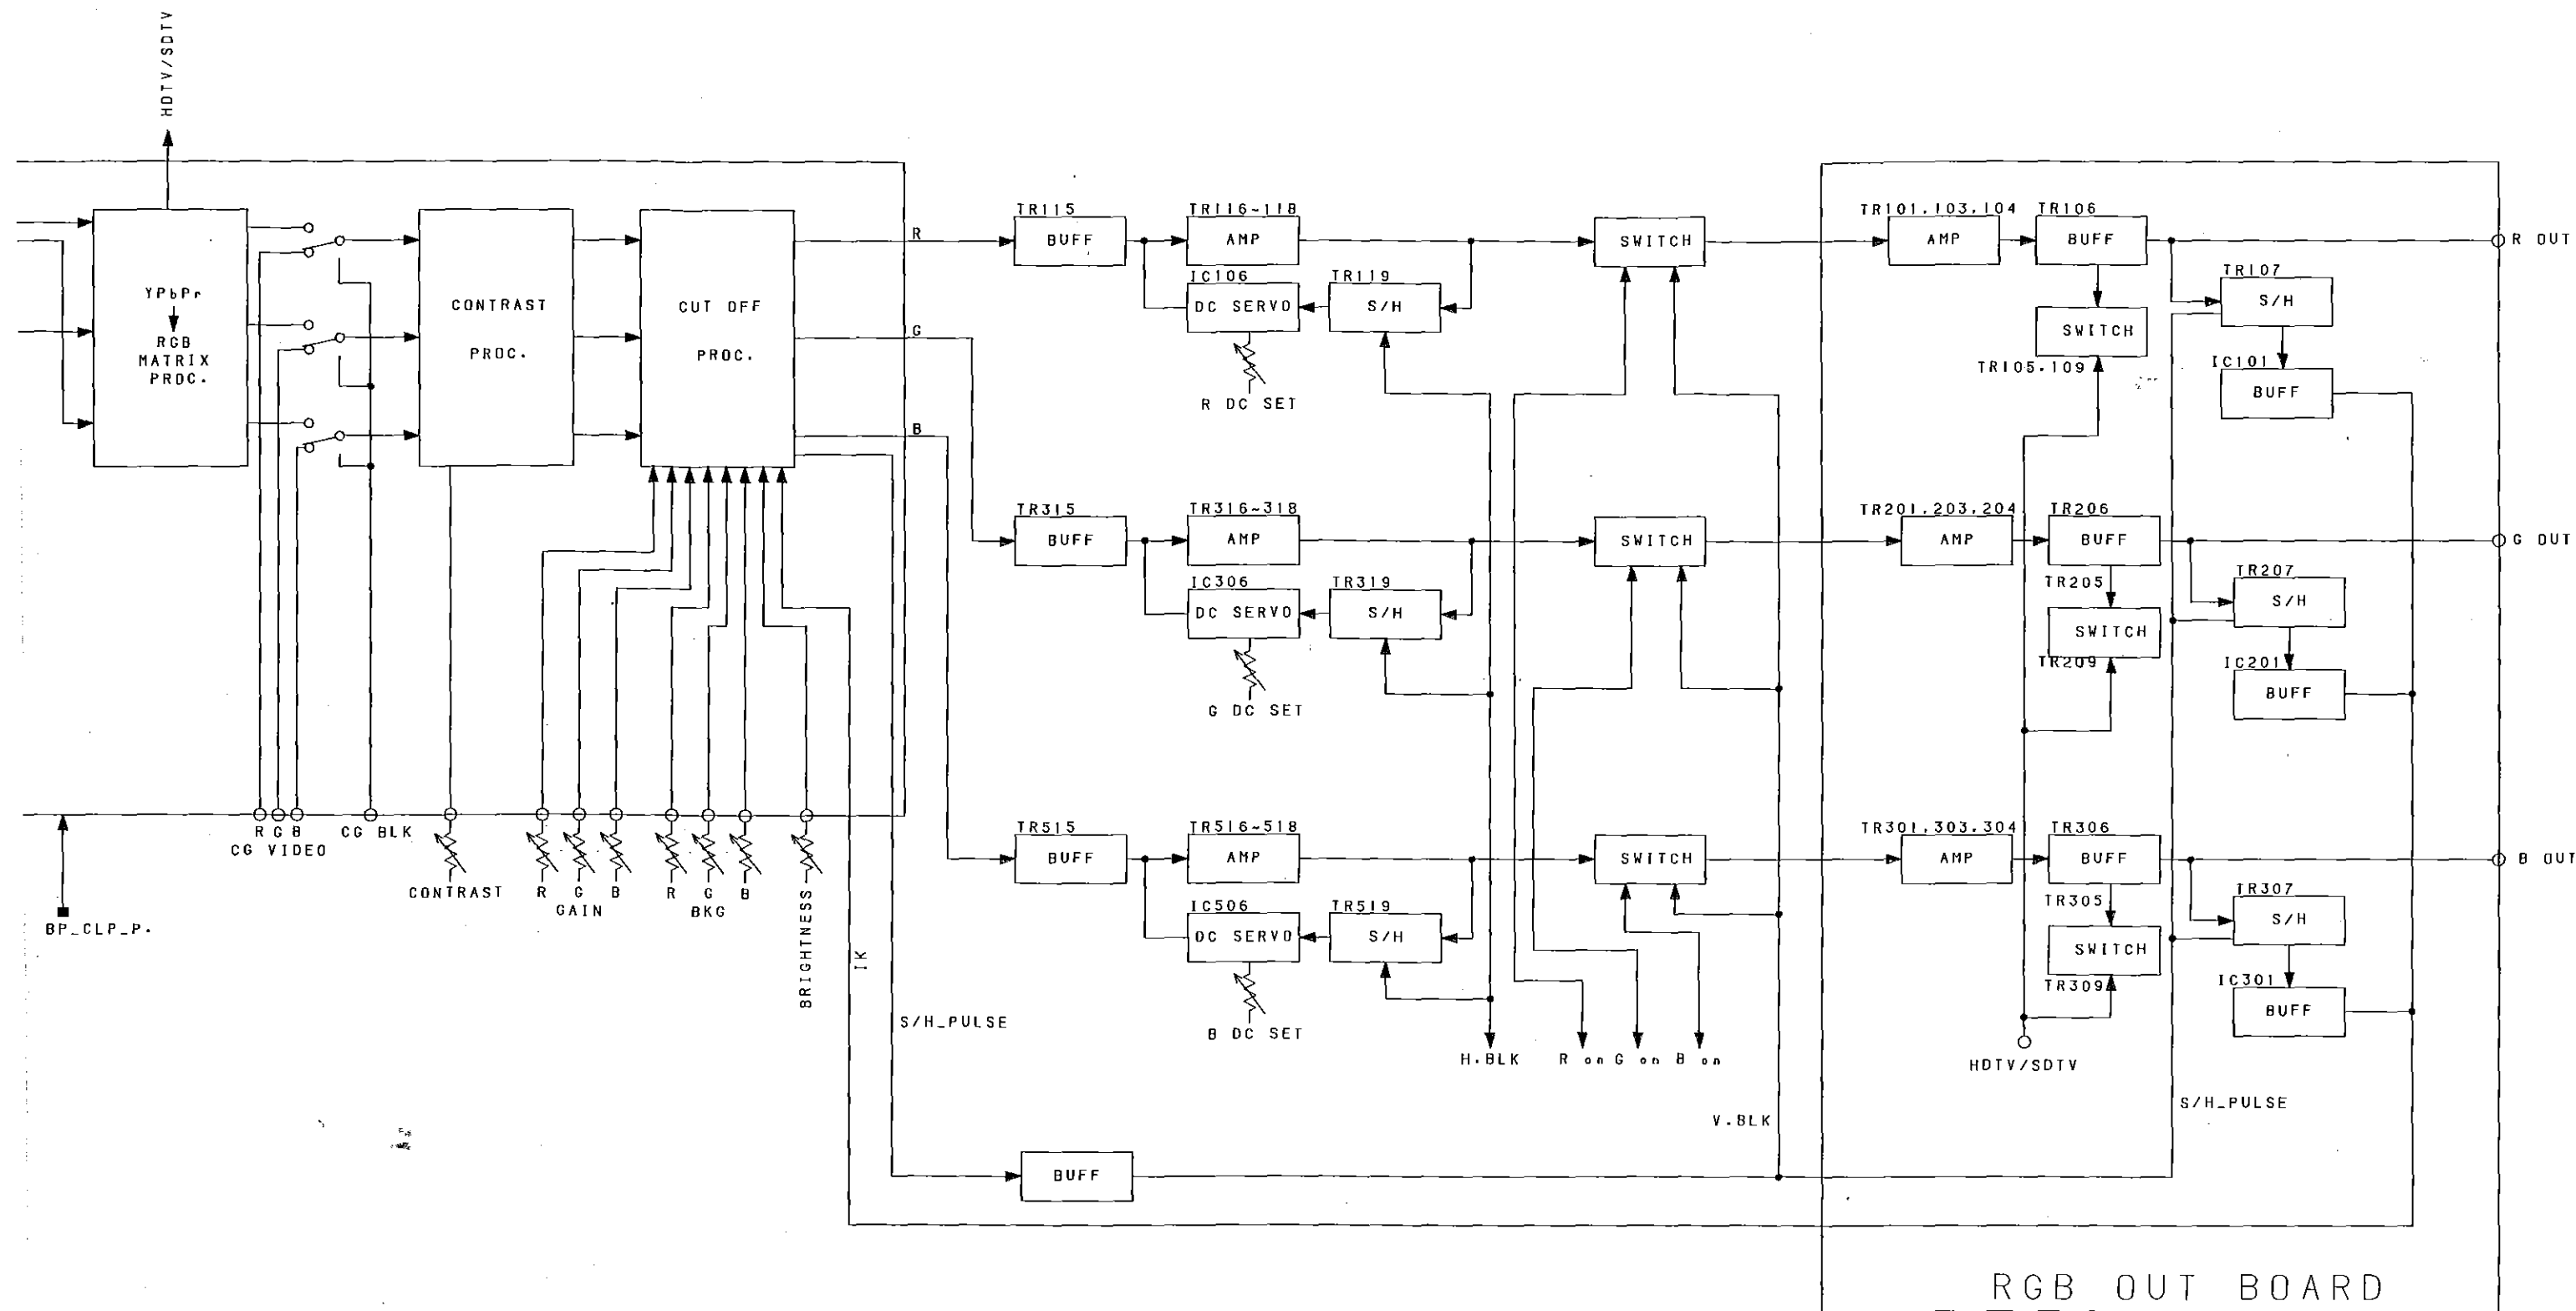 HDTV/SDTV
YPbPr
RGB
MATRIX
PROC.
CONTRAST
PROC.
CUT OFF
PROC.
R
G
B
TR115
BUFF
TR116~118
AMP
IC106
DC SERVO
TR119
S/H
R DC SET
SWITCH
TR101.103.104
AMP
TR106
BUFF
SWITCH
TR105.109
TR107
S/H
IC101
BUFF
R OUT
TR315
BUFF
TR316~318
AMP
IC306
DC SERVO
TR319
S/H
G DC SET
SWITCH
TR201.203.204
AMP
TR206
BUFF
TR205
SWITCH
TR209
TR207
S/H
IC201
BUFF
G OUT
TR515
BUFF
TR516~518
AMP
IC506
DC SERVO
TR519
S/H
B DC SET
SWITCH
TR301.303.304
AMP
TR306
BUFF
TR305
SWITCH
TR309
TR307
S/H
IC301
BUFF
B OUT
BP_CLP_P.
R G B
CG VIDEO
CG BLK
CONTRAST
R G B
GAIN
R G B
BKG
BRIGHTNESS
IK
S/H_PULSE
H.BLK
R on G on B on
V.BLK
HDTV/SDTV
S/H_PULSE
BUFF
RGB OUT BOARD